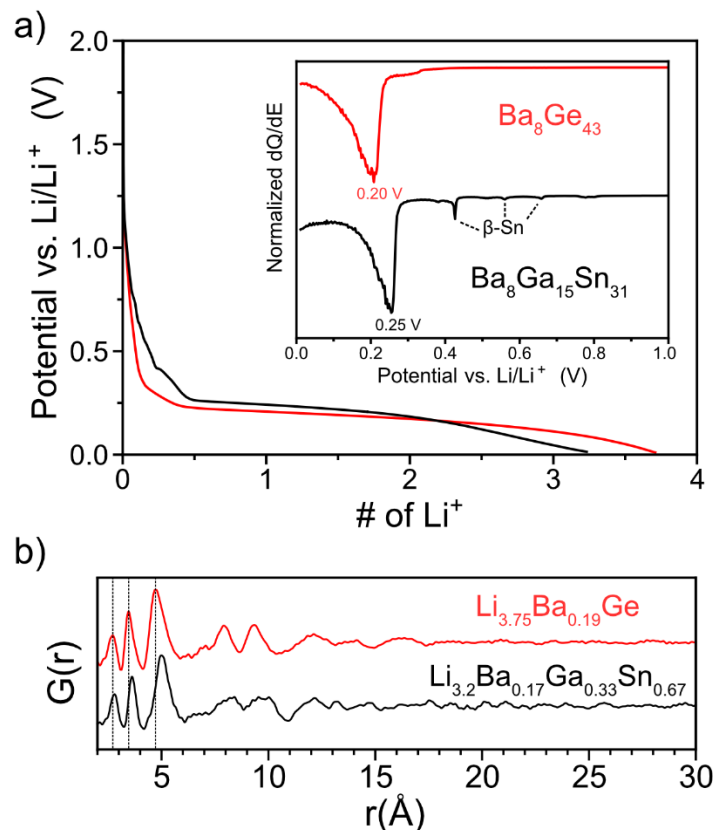 a)
Potential vs. Li/Li⁺ (V)
2.0
1.5
1.0
0.5
0.0
0
1
2
3
4
# of Li⁺
Normalized dQ/dE
Ba₈Ge₄₃
0.20 V
β-Sn
Ba₈Ga₁₅Sn₃₁
0.25 V
0.0
0.2
0.4
0.6
0.8
1.0
Potential vs. Li/Li⁺ (V)
b)
G(r)
Li₃.₇₅Ba₀.₁₉Ge
Li₃.₂Ba₀.₁₇Ga₀.₃₃Sn₀.₆₇
5
10
15
20
25
30
r(Å)